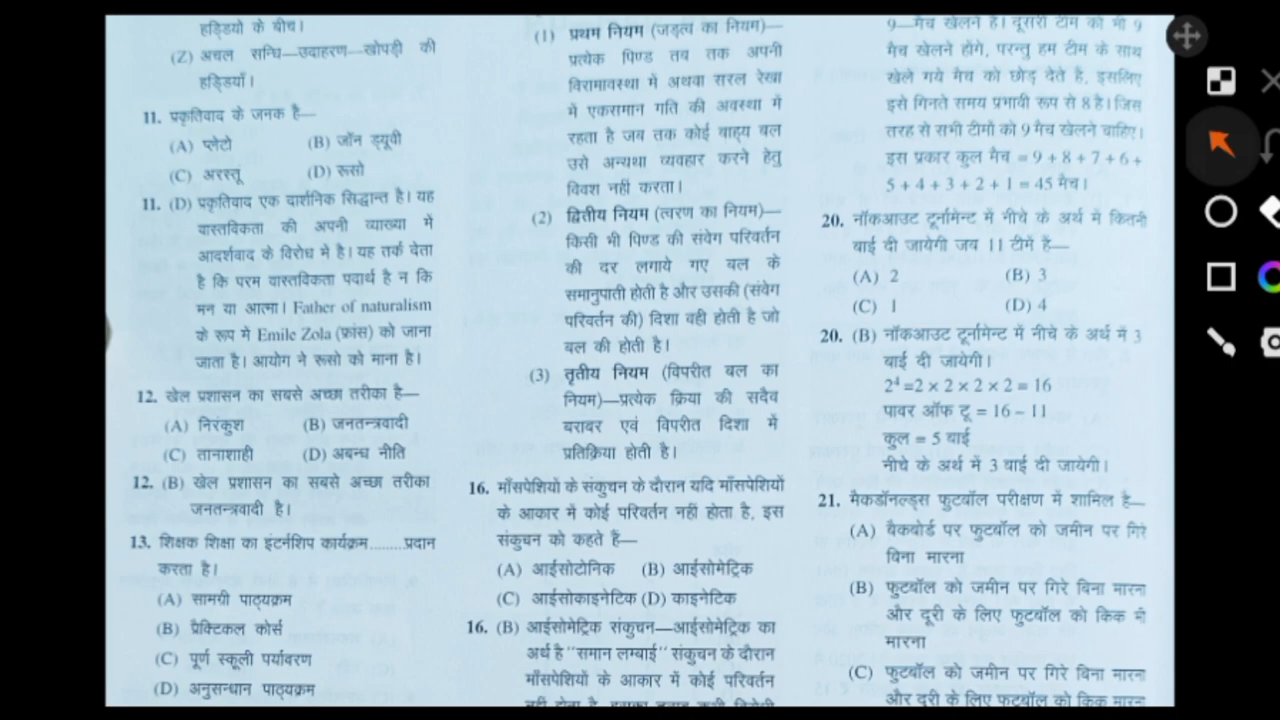 हड्डियों के बीच।
(Z) अचल सन्धि—उदाहरण—खोपड़ी की
हड्डियाँ।
11. प्रकृतिवाद के जनक है—
(A) प्लेटो (B) जॉन ड्यूवी
(C) अरस्तू (D) रूसो
11. (D) प्रकृतिवाद एक दार्शनिक सिद्धान्त है। यह
वास्तविकता की अपनी व्याख्या में
आदर्शवाद के विरोध में है। यह तर्क देता
है कि परम वास्तविकता पदार्थ है न कि
मन या आत्मा। Father of naturalism
के रूप में Emile Zola (फ्रांस) को जाना
जाता है। आयोग ने रूसो को माना है।
12. खेल प्रशासन का सबसे अच्छा तरीका है—
(A) निरंकुश (B) जनतन्त्रवादी
(C) तानाशाही (D) अबन्ध नीति
12. (B) खेल प्रशासन का सबसे अच्छा तरीका
जनतन्त्रवादी है।
13. शिक्षक शिक्षा का इंटर्नशिप कार्यक्रम........प्रदान
करता है।
(A) सामग्री पाठ्यक्रम
(B) प्रैक्टिकल कोर्स
(C) पूर्ण स्कूली पर्यावरण
(D) अनुसन्धान पाठ्यक्रम
(1) प्रथम नियम (जड़त्व का नियम)—
प्रत्येक पिण्ड तब तक अपनी
विरामावस्था में अथवा सरल रेखा
में एकसमान गति की अवस्था में
रहता है जब तक कोई बाह्य बल
उसे अन्यथा व्यवहार करने हेतु
विवश नहीं करता।
(2) द्वितीय नियम (त्वरण का नियम)—
किसी भी पिण्ड की संवेग परिवर्तन
की दर लगाये गए बल के
समानुपाती होती है और उसकी (संवेग
परिवर्तन की) दिशा वही होती है जो
बल की होती है।
(3) तृतीय नियम (विपरीत बल का
नियम)—प्रत्येक क्रिया की सदैव
बराबर एवं विपरीत दिशा में
प्रतिक्रिया होती है।
16. माँसपेशियों के संकुचन के दौरान यदि माँसपेशियों
के आकार में कोई परिवर्तन नहीं होता है, इस
संकुचन को कहते हैं—
(A) आईसोटोनिक (B) आईसोमेट्रिक
(C) आईसोकाइनेटिक (D) काइनेटिक
16. (B) आईसोमेट्रिक संकुचन—आईसोमेट्रिक का
अर्थ है "समान लम्बाई" संकुचन के दौरान
माँसपेशियों के आकार में कोई परिवर्तन
नहीं होता है,
9—मैच खेलने हैं। दूसरी टीम को भी 9
मैच खेलने होंगे, परन्तु हम टीम के साथ
खेले गये मैच को छोड़ देते है, इसलिए
इसे गिनते समय प्रभावी रूप से 8 है। जिस
तरह से सभी टीमों को 9 मैच खेलने चाहिए।
इस प्रकार कुल मैच = 9 + 8 + 7 + 6 +
5 + 4 + 3 + 2 + 1 = 45 मैच।
20. नॉकआउट टूर्नामेन्ट में नीचे के अर्थ में कितनी
बाई दी जायेगी जब 11 टीमें है—
(A) 2 (B) 3
(C) 1 (D) 4
20. (B) नॉकआउट टूर्नामेन्ट में नीचे के अर्थ में 3
बाई दी जायेगी।
2⁴ =2 × 2 × 2 × 2 = 16
पावर ऑफ टू = 16 – 11
कुल = 5 बाई
नीचे के अर्थ में 3 बाई दी जायेगी।
21. मैकडॉनल्ड्स फुटबॉल परीक्षण में शामिल है—
(A) बैकबोर्ड पर फुटबॉल को जमीन पर गिरे
बिना मारना
(B) फुटबॉल को जमीन पर गिरे बिना मारना
और दूरी के लिए फुटबॉल को किक भी
मारना
(C) फुटबॉल को जमीन पर गिरे बिना मारना
और दूरी के लिए फुटबॉल को किक मारना